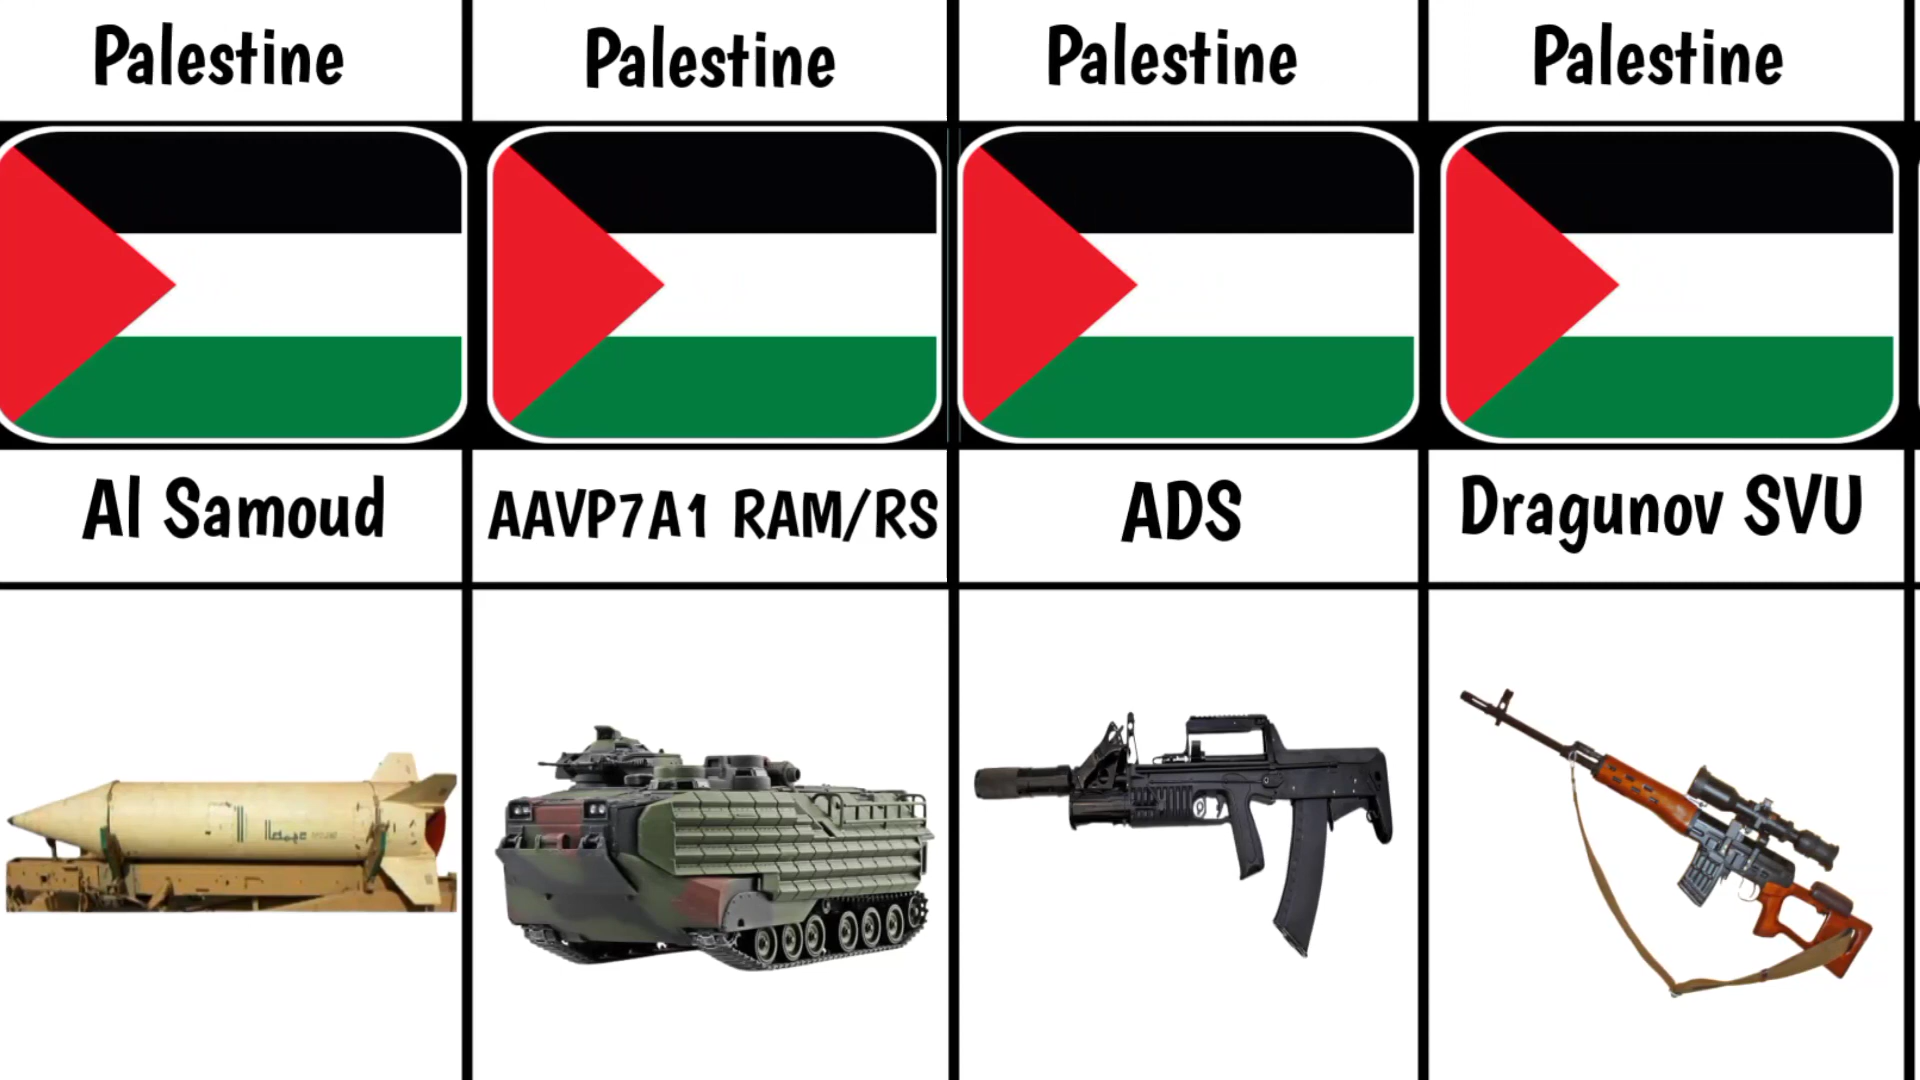 Palestine
Palestine
Palestine
Palestine
Al Samoud
AAVP7A1 RAM/RS
ADS
Dragunov SVU